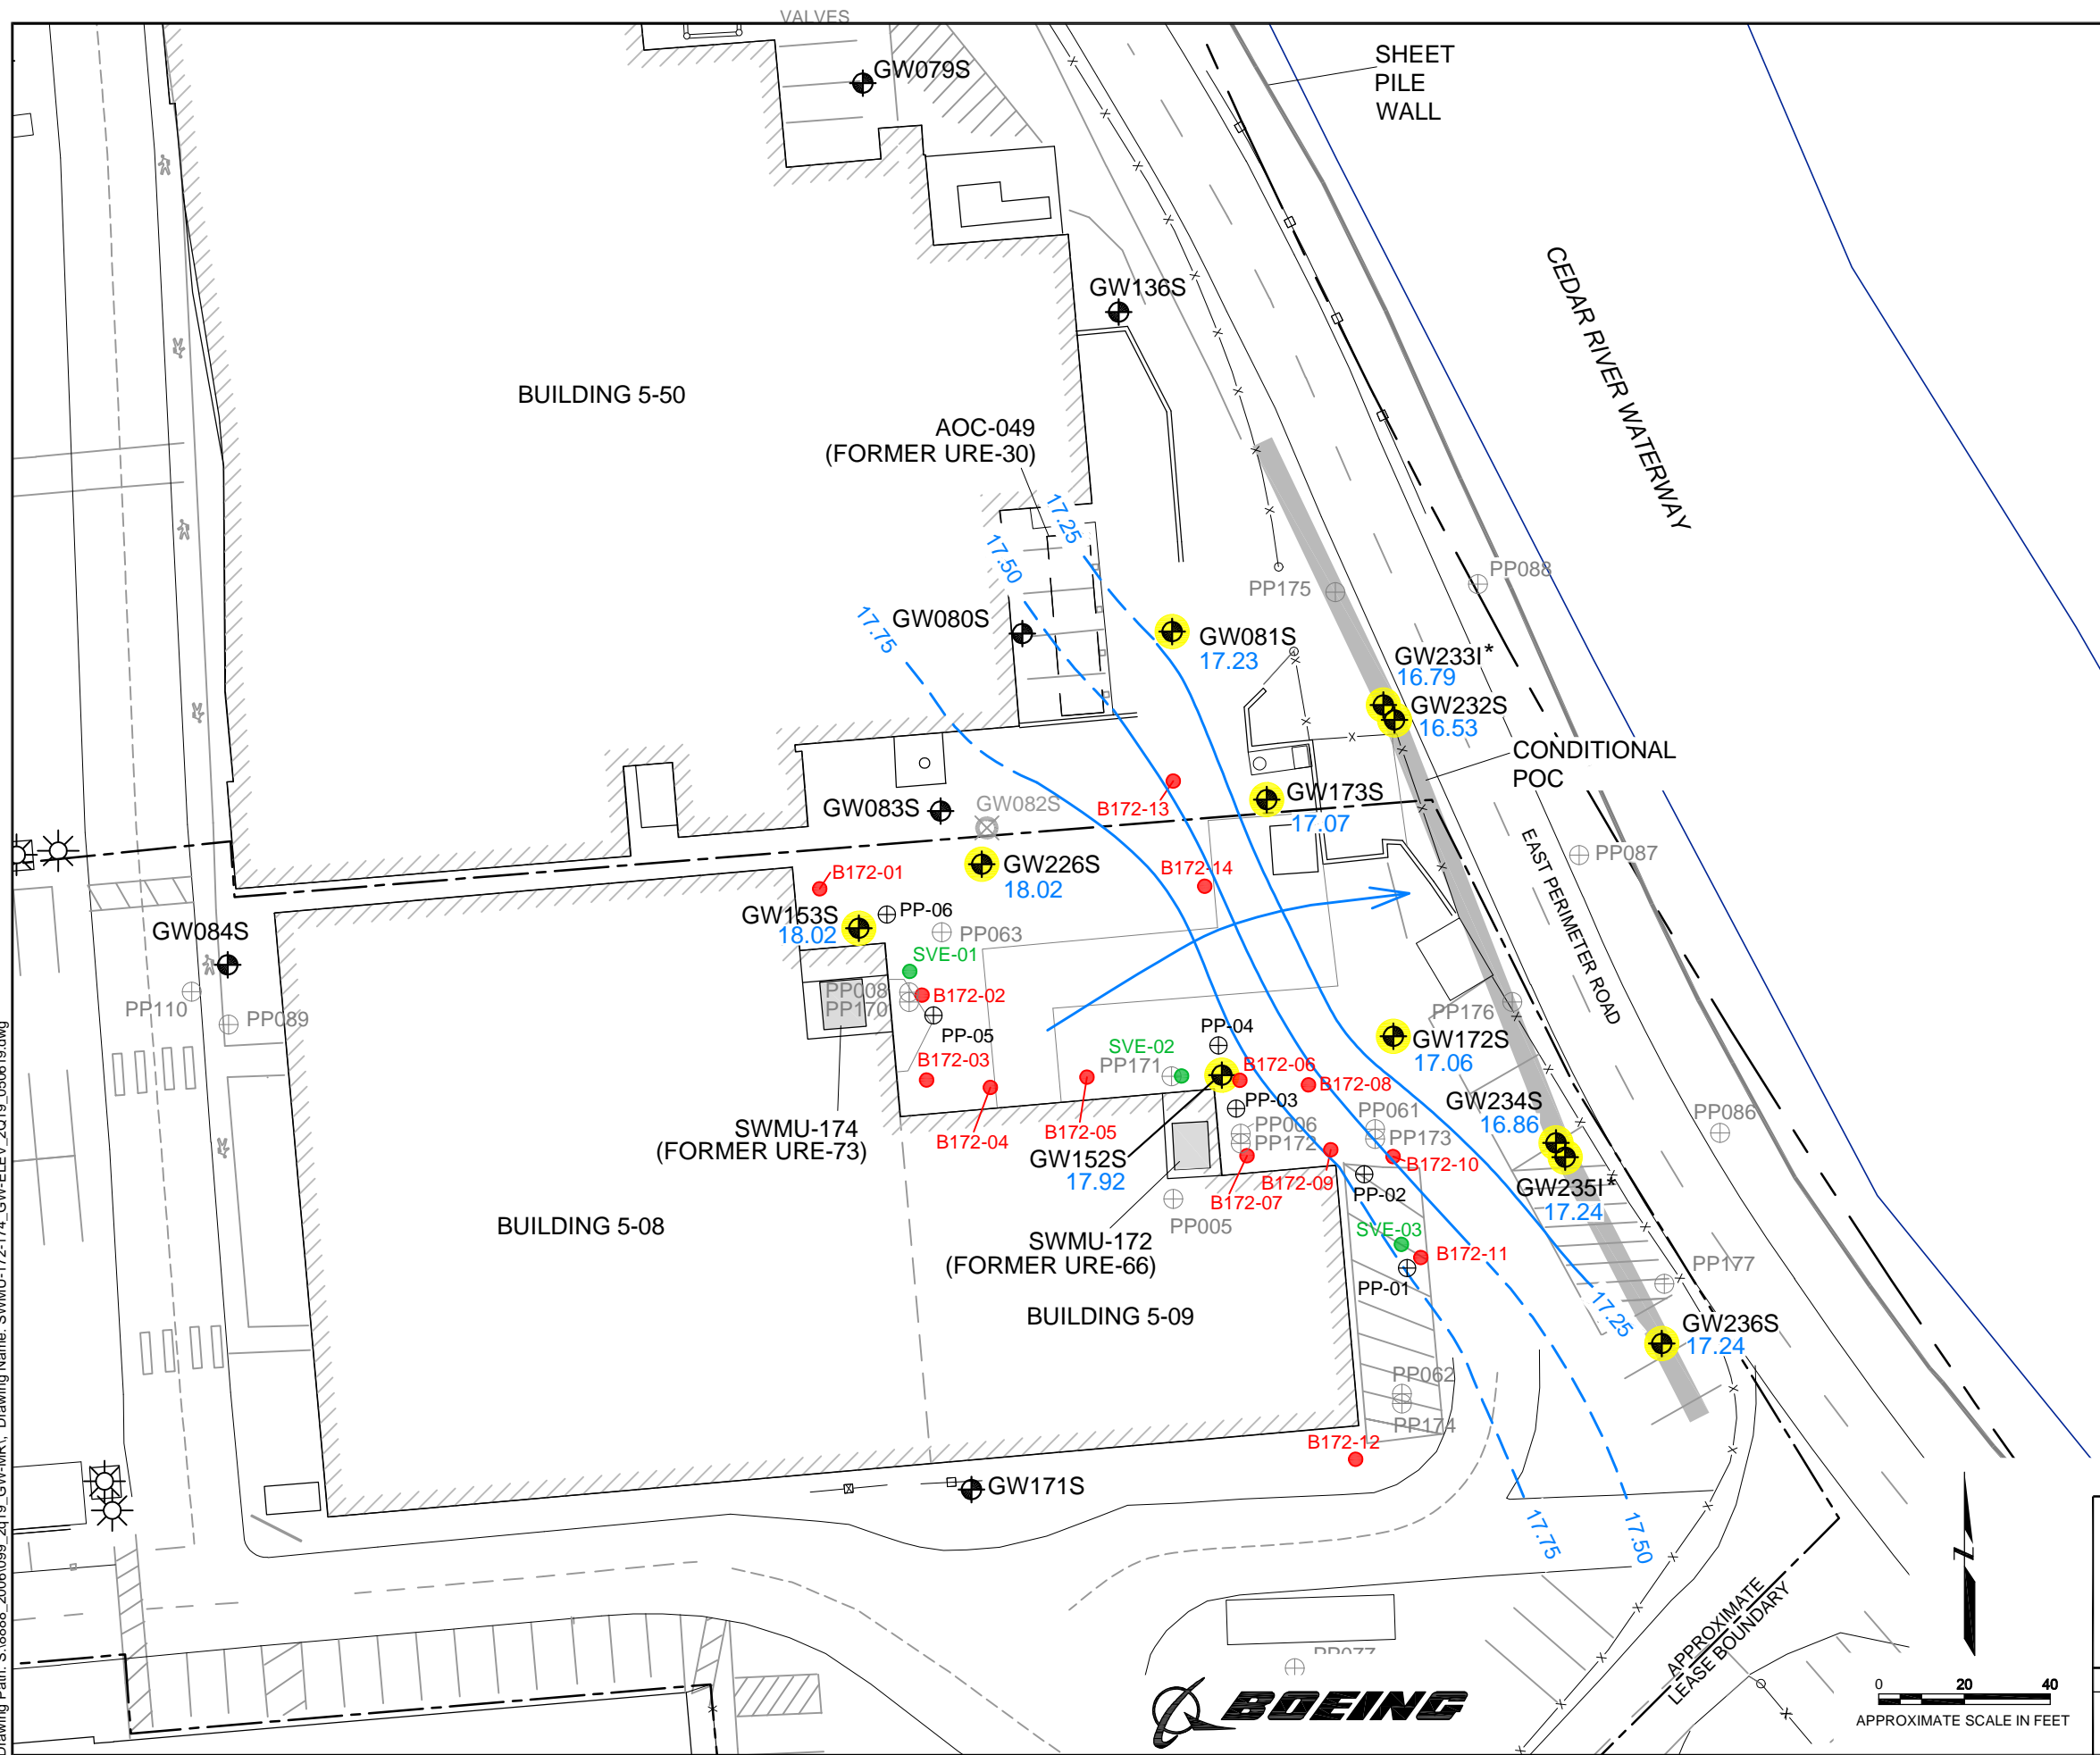 VALVES
SHEET
PILE
WALL
GW079S
CEDAR RIVER WATERWAY
GW136S
BUILDING 5-50
AOC-049
(FORMER URE-30)
17.25
17.50
17.75
PP175
PP088
GW080S
GW081S
17.23
GW233I*
16.79
GW232S
16.53
CONDITIONAL
POC
GW083S
GW082S
B172-13
GW173S
17.07
EAST PERIMETER ROAD
PP087
B172-01
GW226S
18.02
B172-14
GW153S
18.02
PP-06
PP063
GW084S
SVE-01
PP008
PP170
B172-02
PP110
PP089
PP-05
PP-04
PP176
GW172S
17.06
SVE-02
PP171
B172-03
B172-06
B172-08
PP-03
GW234S
16.86
PP061
PP086
SWMU-174
(FORMER URE-73)
B172-04
B172-05
PP006
PP172
PP173
GW152S
17.92
B172-10
B172-09
B172-07
PP-02
GW235I*
17.24
PP005
BUILDING 5-08
SWMU-172
(FORMER URE-66)
SVE-03
B172-11
PP-01
PP177
BUILDING 5-09
17.25
GW236S
17.24
PP062
PP174
B172-12
GW171S
17.75
17.50
APPROXIMATE
LEASE BOUNDARY
PP077
Z
BOEING
0 20 40
APPROXIMATE SCALE IN FEET